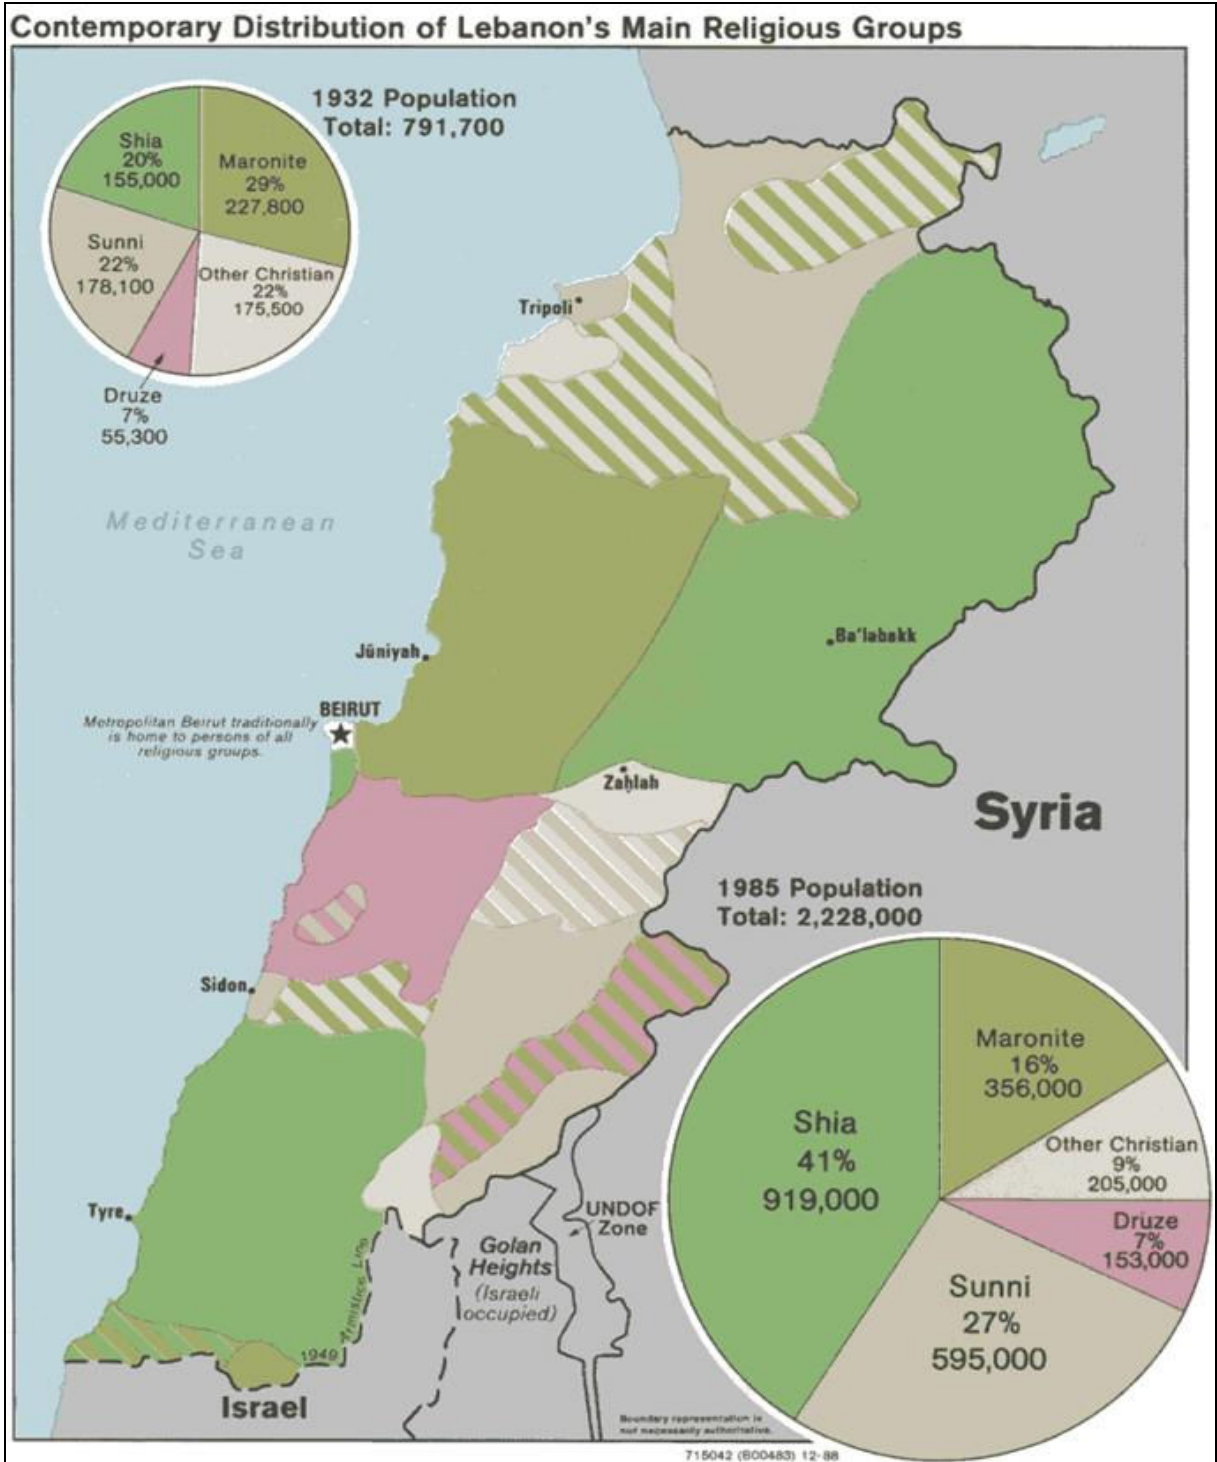 Contemporary Distribution of Lebanon's Main Religious Groups
1932 Population
Total: 791,700
Shia
20%
155,000
Maronite
29%
227,800
Sunni
22%
178,100
Other Christian
22%
175,500
Druze
7%
55,300
Tripoli
Mediterranean
Sea
Ba'labakk
Jūniyah
BEIRUT
Metropolitan Beirut traditionally
is home to persons of all
religious groups.
Zaḥlah
Syria
1985 Population
Total: 2,228,000
Sidon
Maronite
16%
356,000
Shia
41%
919,000
Other Christian
9%
205,000
Druze
7%
153,000
Sunni
27%
595,000
Tyre
UNDOF
Zone
Golan
Heights
(Israeli
occupied)
1949 Armistice Line
Israel
Boundary representation is
not necessarily authoritative.
715042 (B00483) 12-88